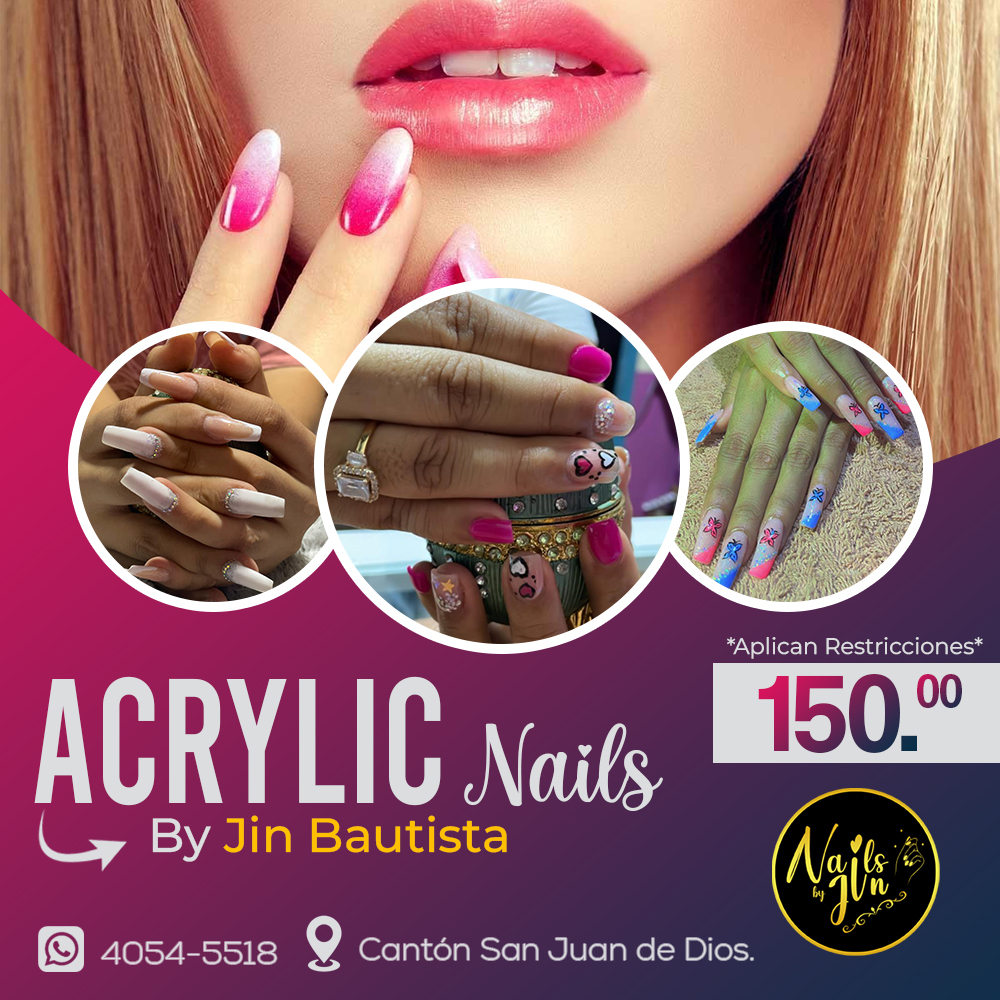 *Aplican Restricciones*
150.00
ACRYLIC Nails
By Jin Bautista
Nails
by Jin
4054-5518
Cantón San Juan de Dios.